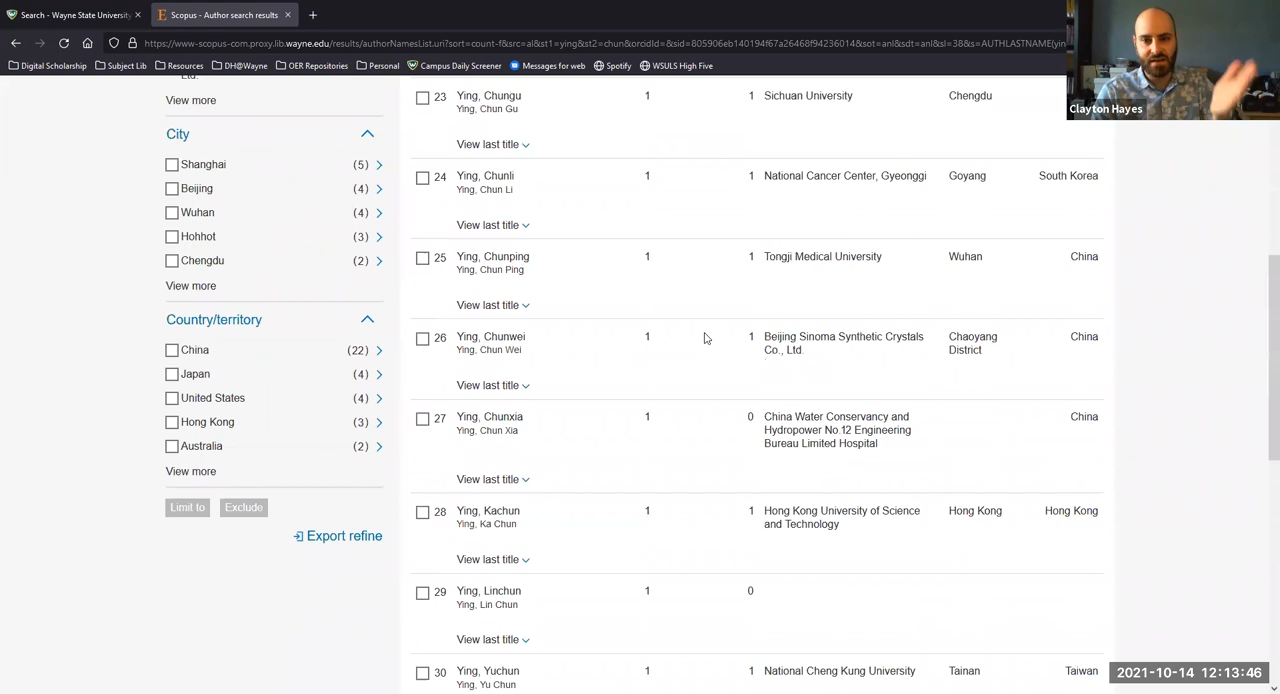 Search - Wayne State University
Scopus - Author search results
https://www-scopus-com.proxy.lib.wayne.edu/results/authorNamesList.uri?sort=count-f&src=al&st1=ying&st2=chun&orcidId=&sid=805906eb140194f67a26468f94236014&sot=anl&sdt=anl&sl=38&s=AUTHLASTNAME(yin
Digital Scholarship Subject Lib Resources DH@Wayne OER Repositories Personal Campus Daily Screener Messages for web Spotify WSULS High Five
Clayton Hayes
Ltd.
View more
City
Shanghai (5)
Beijing (4)
Wuhan (4)
Hohhot (3)
Chengdu (2)
View more
Country/territory
China (22)
Japan (4)
United States (4)
Hong Kong (3)
Australia (2)
View more
Limit to Exclude
Export refine
23 Ying, Chungu 1 1 Sichuan University Chengdu
Ying, Chun Gu
View last title
24 Ying, Chunli 1 1 National Cancer Center, Gyeonggi Goyang South Korea
Ying, Chun Li
View last title
25 Ying, Chunping 1 1 Tongji Medical University Wuhan China
Ying, Chun Ping
View last title
26 Ying, Chunwei 1 1 Beijing Sinoma Synthetic Crystals Chaoyang China
Ying, Chun Wei Co., Ltd. District
View last title
27 Ying, Chunxia 1 0 China Water Conservancy and China
Ying, Chun Xia Hydropower No.12 Engineering
Bureau Limited Hospital
View last title
28 Ying, Kachun 1 1 Hong Kong University of Science Hong Kong Hong Kong
Ying, Ka Chun and Technology
View last title
29 Ying, Linchun 1 0
Ying, Lin Chun
View last title
30 Ying, Yuchun 1 1 National Cheng Kung University Tainan Taiwan
Ying, Yu Chun
2021-10-14 12:13:46